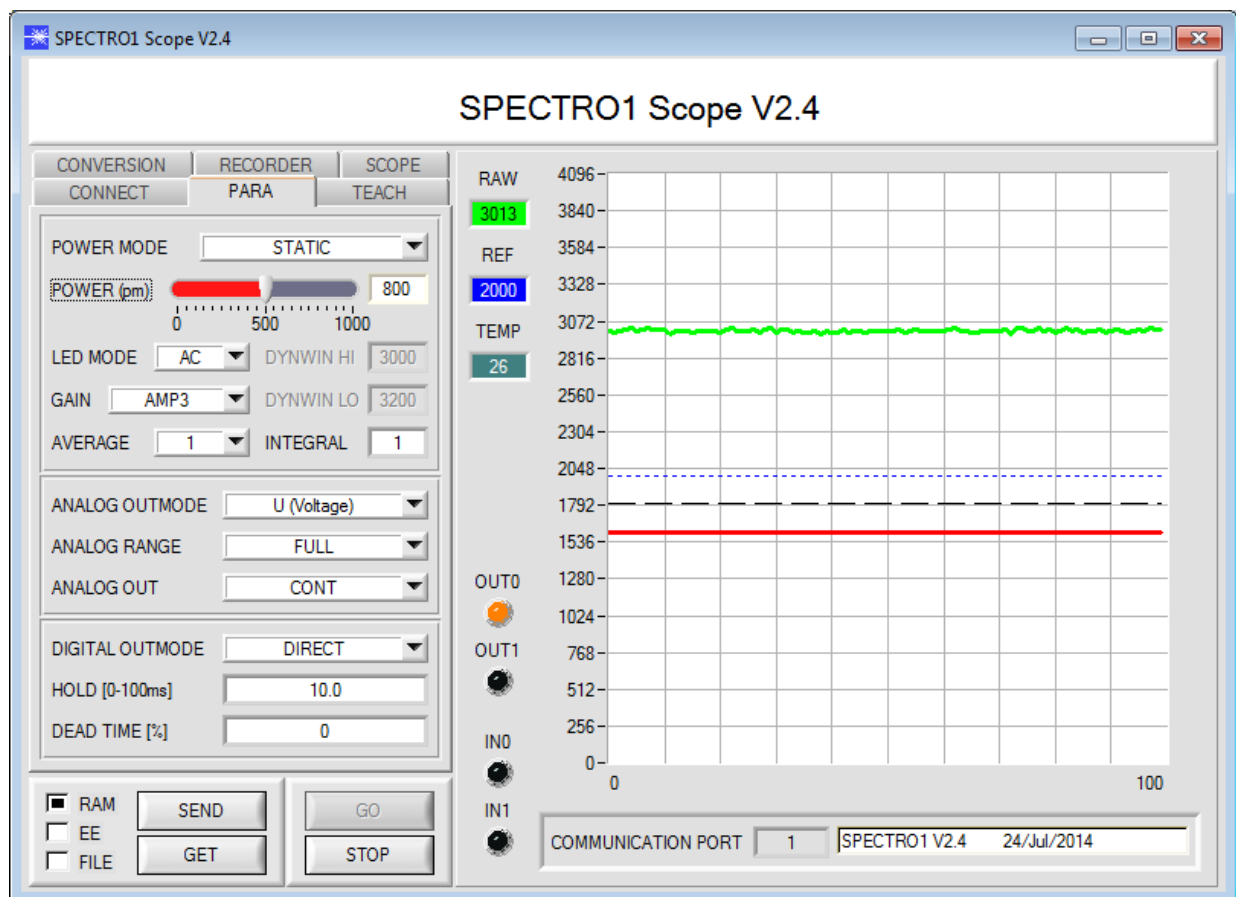 SPECTRO1 Scope V2.4
SPECTRO1 Scope V2.4
CONVERSION RECORDER SCOPE
CONNECT PARA TEACH
POWER MODE STATIC
POWER (pm) 800
0 500 1000
LED MODE AC DYNWIN HI 3000
GAIN AMP3 DYNWIN LO 3200
AVERAGE 1 INTEGRAL 1
ANALOG OUTMODE U (Voltage)
ANALOG RANGE FULL
ANALOG OUT CONT
DIGITAL OUTMODE DIRECT
HOLD [0-100ms] 10.0
DEAD TIME [%] 0
RAM
EE
FILE
SEND
GET
GO
STOP
RAW
3013
REF
2000
TEMP
26
OUT0
OUT1
IN0
IN1
4096
3840
3584
3328
3072
2816
2560
2304
2048
1792
1536
1280
1024
768
512
256
0
0 100
COMMUNICATION PORT 1 SPECTRO1 V2.4 24/Jul/2014